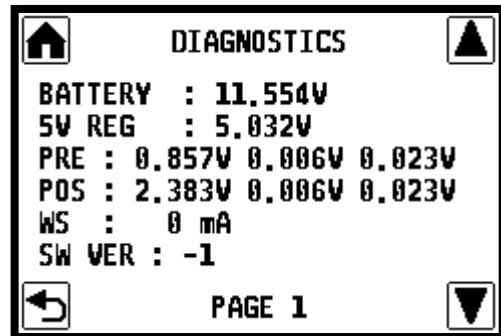 DIAGNOSTICS
BATTERY : 11.554V
5V REG : 5.032V
PRE : 0.857V 0.006V 0.023V
POS : 2.383V 0.006V 0.023V
WS : 0 mA
SW VER : -1
PAGE 1